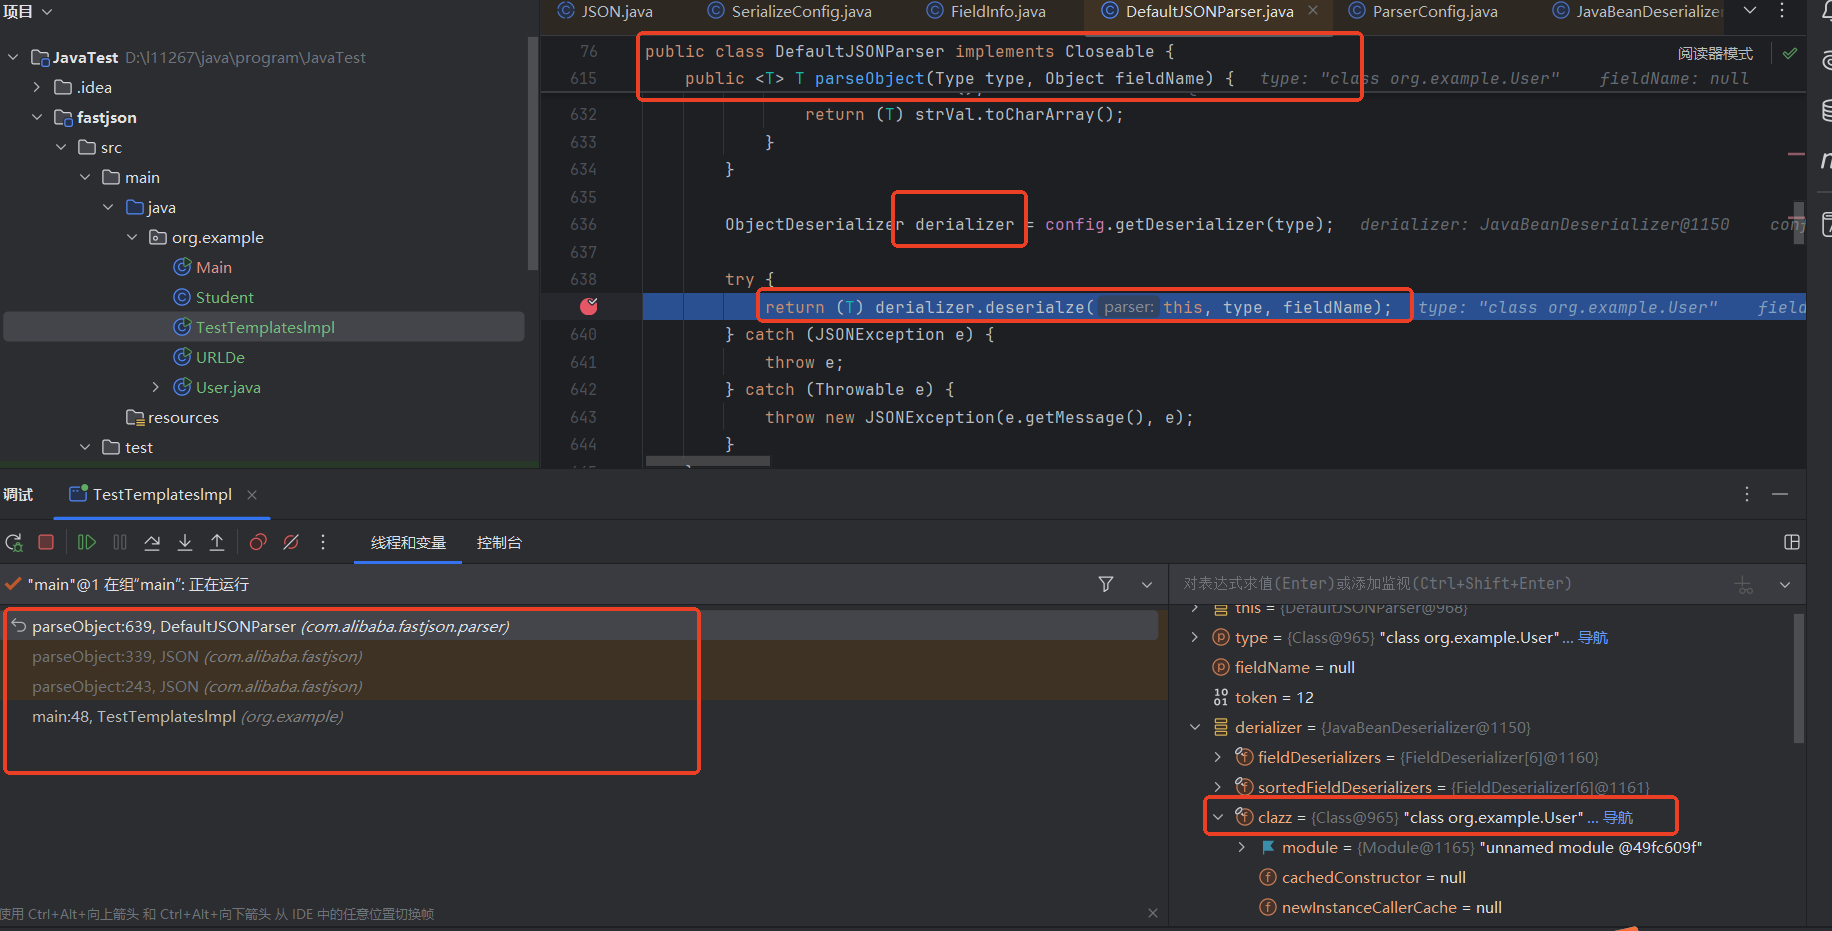 项目
JSON.java
SerializeConfig.java
FieldInfo.java
DefaultJSONParser.java
ParserConfig.java
JavaBeanDeserialize
JavaTest D:\l11267\java\program\JavaTest
.idea
fastjson
src
main
java
org.example
Main
Student
TestTemplatesImpl
URLDe
User.java
resources
test
76 public class DefaultJSONParser implements Closeable {
阅读器模式
615 public <T> T parseObject(Type type, Object fieldName) { type: "class org.example.User" fieldName: null
632 return (T) strVal.toCharArray();
633 }
634 }
635
636 ObjectDeserializer derializer = config.getDeserializer(type); derializer: JavaBeanDeserializer@1150
637
638 try {
return (T) derializer.deserialze( parser: this, type, fieldName); type: "class org.example.User" field
640 } catch (JSONException e) {
641 throw e;
642 } catch (Throwable e) {
643 throw new JSONException(e.getMessage(), e);
644 }
调试
TestTemplatesImpl
线程和变量
控制台
"main"@1 在组“main”: 正在运行
对表达式求值(Enter)或添加监视(Ctrl+Shift+Enter)
parseObject:639, DefaultJSONParser (com.alibaba.fastjson.parser)
parseObject:339, JSON (com.alibaba.fastjson)
parseObject:243, JSON (com.alibaba.fastjson)
main:48, TestTemplatesImpl (org.example)
this = {DefaultJSONParser@968}
type = {Class@965} "class org.example.User"... 导航
fieldName = null
token = 12
derializer = {JavaBeanDeserializer@1150}
fieldDeserializers = {FieldDeserializer[6]@1160}
sortedFieldDeserializers = {FieldDeserializer[6]@1161}
clazz = {Class@965} "class org.example.User" ... 导航
module = {Module@1165} "unnamed module @49fc609f"
cachedConstructor = null
newInstanceCallerCache = null
使用 Ctrl+Alt+向上箭头 和 Ctrl+Alt+向下箭头 从 IDE 中的任意位置切换帧